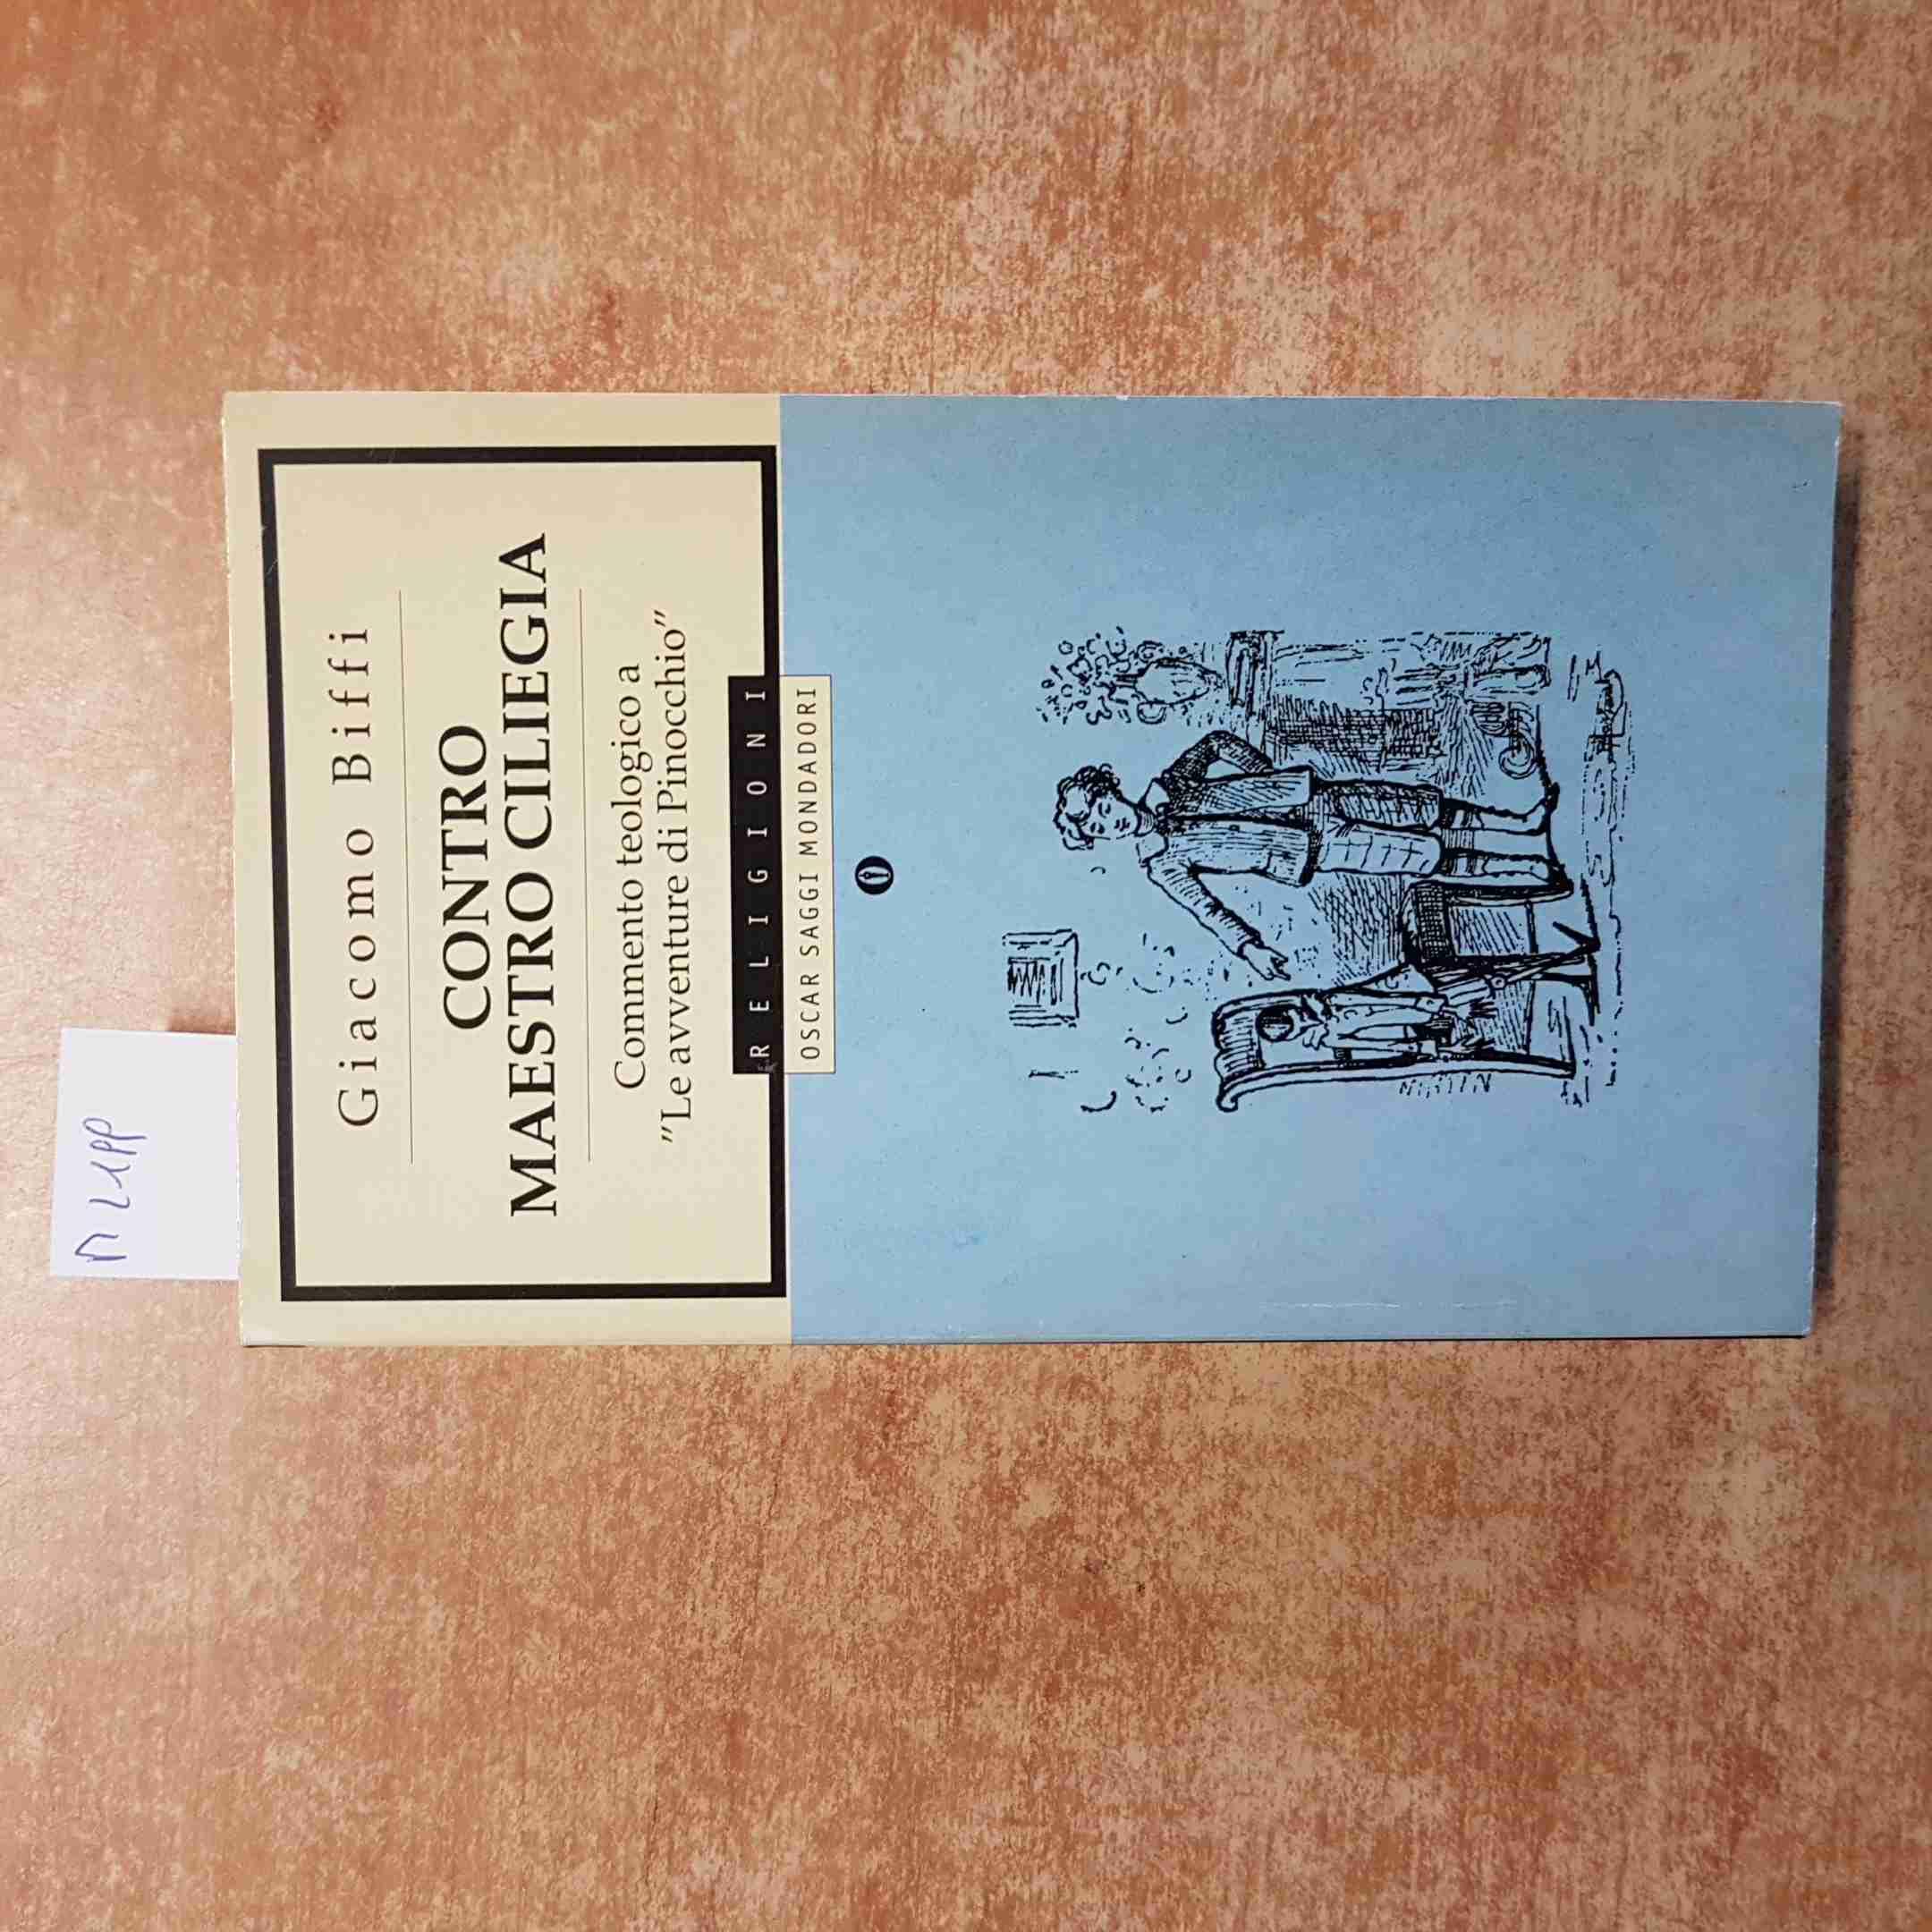 Giacomo Biffi
CONTRO
MAESTRO CILIEGIA
Commento teologico a
"Le avventure di Pinocchio"
RELIGIONI
OSCAR SAGGI MONDADORI